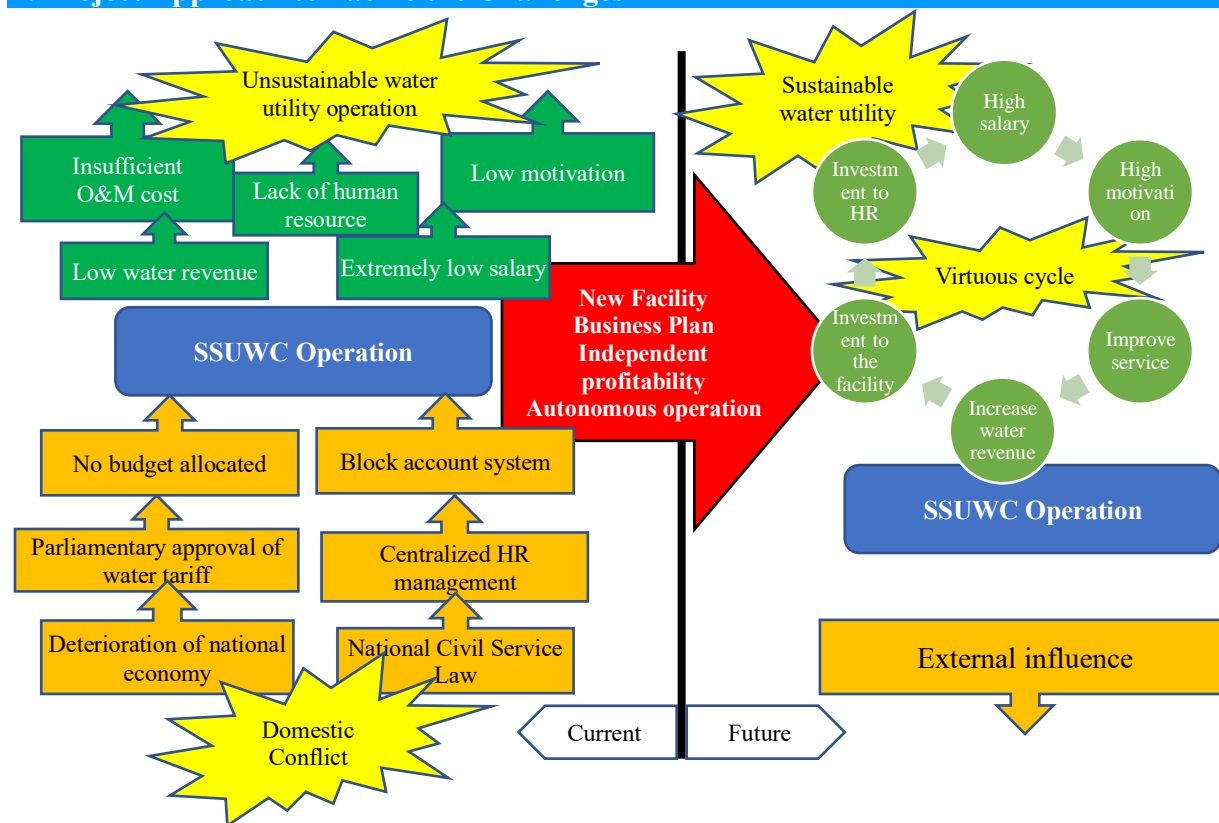 Unsustainable water
utility operation
Insufficient
O&M cost
Lack of human
resource
Low motivation
Low water revenue
Extremely low salary
SSUWC Operation
No budget allocated
Block account system
Parliamentary approval of
water tariff
Centralized HR
management
Deterioration of national
economy
National Civil Service
Law
Domestic
Conflict
New Facility
Business Plan
Independent
profitability
Autonomous operation
Current
Future
Sustainable
water utility
High
salary
High
motivati
on
Improve
service
Increase
water
revenue
Investm
ent to
the
facility
Investm
ent to
HR
Virtuous cycle
SSUWC Operation
External influence